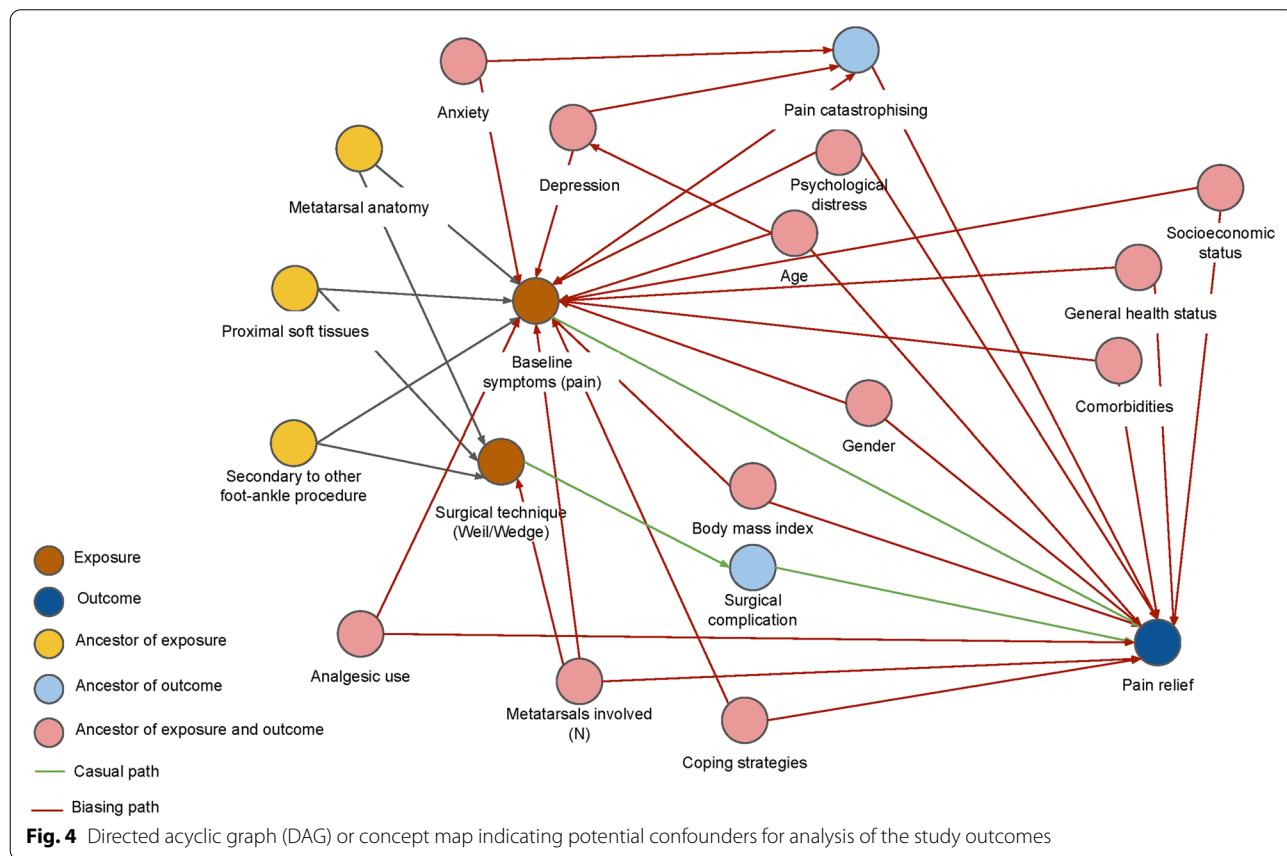 Anxiety
Pain catastrophising
Depression
Psychological
distress
Metatarsal anatomy
Socioeconomic
status
Age
General health status
Proximal soft tissues
Baseline
symptoms (pain)
Comorbidities
Gender
Secondary to other
foot-ankle procedure
Surgical technique
(Weil/Wedge)
Body mass index
Surgical
complication
Analgesic use
Metatarsals involved
(N)
Coping strategies
Pain relief
Exposure
Outcome
Ancestor of exposure
Ancestor of outcome
Ancestor of exposure and outcome
Casual path
Biasing path
Fig. 4 Directed acyclic graph (DAG) or concept map indicating potential confounders for analysis of the study outcomes